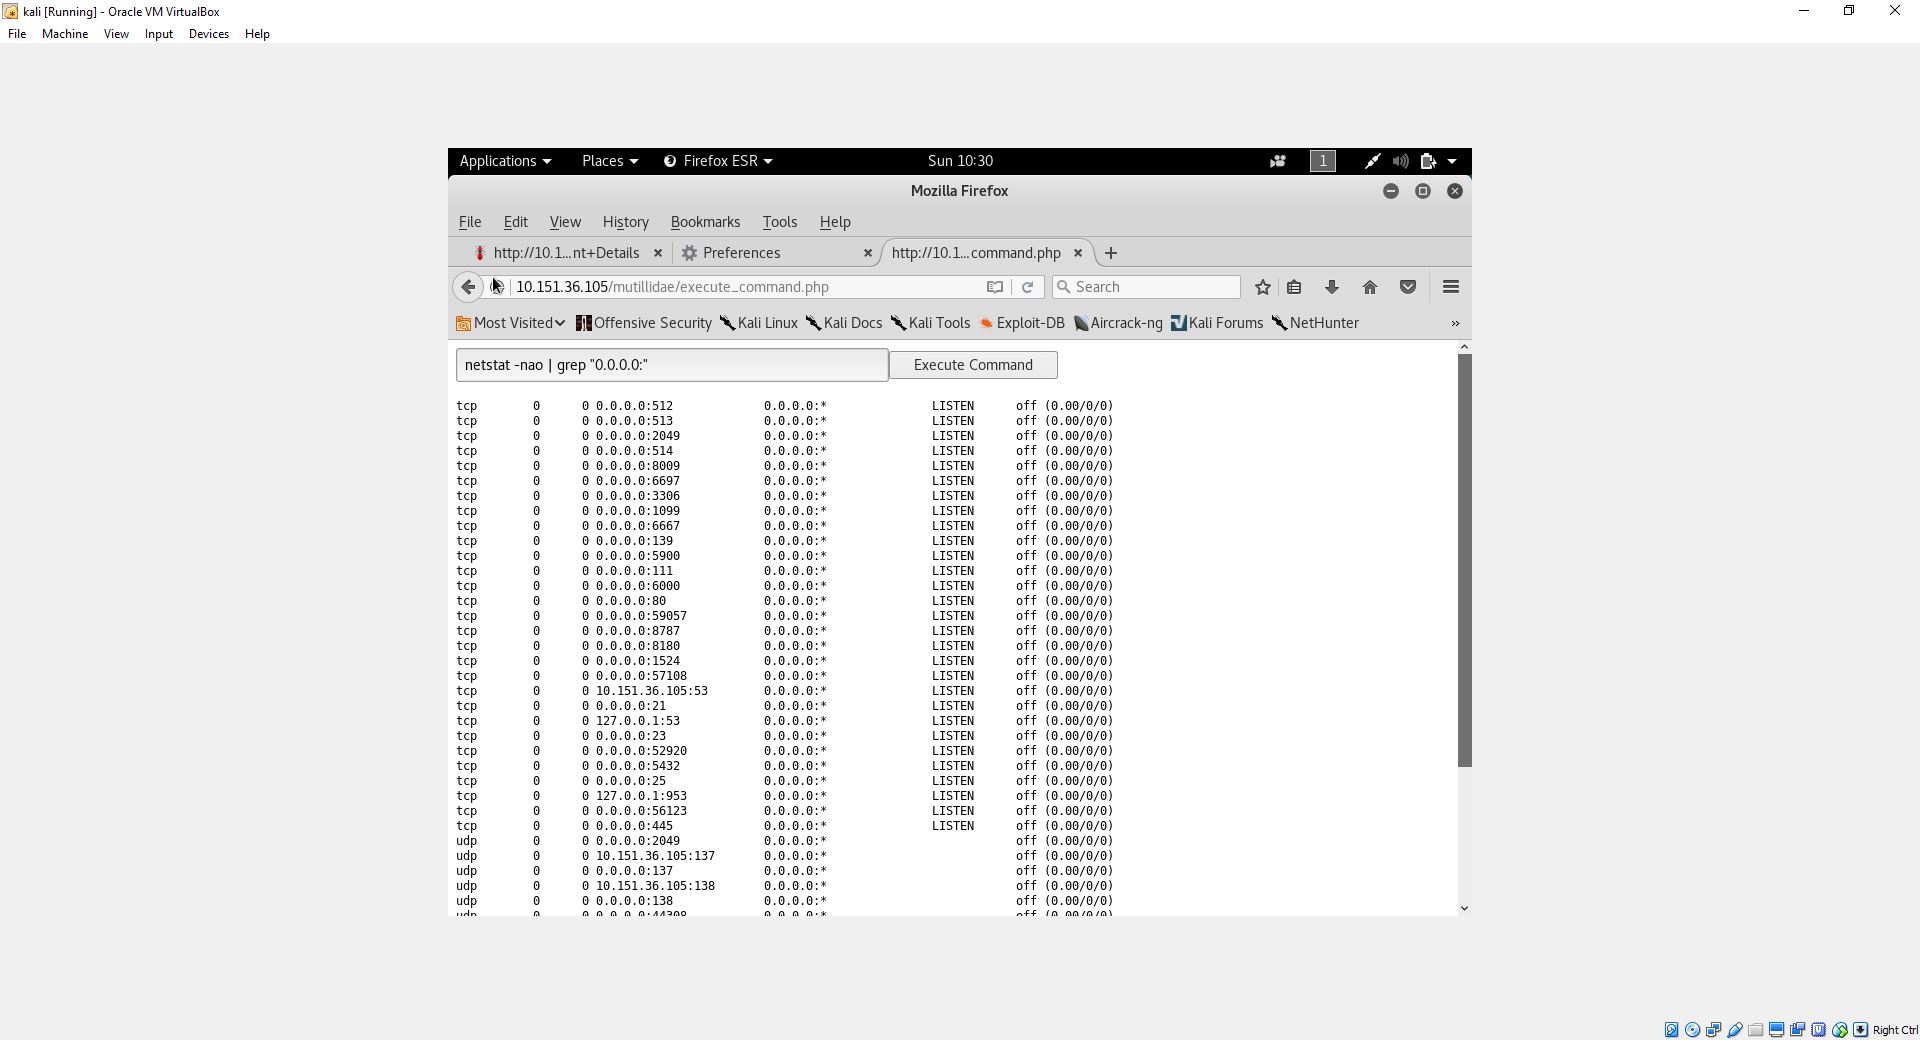 kali [Running] - Oracle VM VirtualBox
File Machine View Input Devices Help
Applications Places Firefox ESR Sun 10:30 1
Mozilla Firefox
File Edit View History Bookmarks Tools Help
http://10.1...nt+Details Preferences http://10.1...command.php
10.151.36.105/mutillidae/execute_command.php Search
Most Visited Offensive Security Kali Linux Kali Docs Kali Tools Exploit-DB Aircrack-ng Kali Forums NetHunter »
netstat -nao | grep "0.0.0.0:" Execute Command
tcp 0 0 0.0.0.0:512 0.0.0.0:* LISTEN off (0.00/0/0)
tcp 0 0 0.0.0.0:513 0.0.0.0:* LISTEN off (0.00/0/0)
tcp 0 0 0.0.0.0:2049 0.0.0.0:* LISTEN off (0.00/0/0)
tcp 0 0 0.0.0.0:514 0.0.0.0:* LISTEN off (0.00/0/0)
tcp 0 0 0.0.0.0:8009 0.0.0.0:* LISTEN off (0.00/0/0)
tcp 0 0 0.0.0.0:6697 0.0.0.0:* LISTEN off (0.00/0/0)
tcp 0 0 0.0.0.0:3306 0.0.0.0:* LISTEN off (0.00/0/0)
tcp 0 0 0.0.0.0:1099 0.0.0.0:* LISTEN off (0.00/0/0)
tcp 0 0 0.0.0.0:6667 0.0.0.0:* LISTEN off (0.00/0/0)
tcp 0 0 0.0.0.0:139 0.0.0.0:* LISTEN off (0.00/0/0)
tcp 0 0 0.0.0.0:5900 0.0.0.0:* LISTEN off (0.00/0/0)
tcp 0 0 0.0.0.0:111 0.0.0.0:* LISTEN off (0.00/0/0)
tcp 0 0 0.0.0.0:6000 0.0.0.0:* LISTEN off (0.00/0/0)
tcp 0 0 0.0.0.0:80 0.0.0.0:* LISTEN off (0.00/0/0)
tcp 0 0 0.0.0.0:59057 0.0.0.0:* LISTEN off (0.00/0/0)
tcp 0 0 0.0.0.0:8787 0.0.0.0:* LISTEN off (0.00/0/0)
tcp 0 0 0.0.0.0:8180 0.0.0.0:* LISTEN off (0.00/0/0)
tcp 0 0 0.0.0.0:1524 0.0.0.0:* LISTEN off (0.00/0/0)
tcp 0 0 0.0.0.0:57108 0.0.0.0:* LISTEN off (0.00/0/0)
tcp 0 0 10.151.36.105:53 0.0.0.0:* LISTEN off (0.00/0/0)
tcp 0 0 0.0.0.0:21 0.0.0.0:* LISTEN off (0.00/0/0)
tcp 0 0 127.0.0.1:53 0.0.0.0:* LISTEN off (0.00/0/0)
tcp 0 0 0.0.0.0:23 0.0.0.0:* LISTEN off (0.00/0/0)
tcp 0 0 0.0.0.0:52920 0.0.0.0:* LISTEN off (0.00/0/0)
tcp 0 0 0.0.0.0:5432 0.0.0.0:* LISTEN off (0.00/0/0)
tcp 0 0 0.0.0.0:25 0.0.0.0:* LISTEN off (0.00/0/0)
tcp 0 0 127.0.0.1:953 0.0.0.0:* LISTEN off (0.00/0/0)
tcp 0 0 0.0.0.0:56123 0.0.0.0:* LISTEN off (0.00/0/0)
tcp 0 0 0.0.0.0:445 0.0.0.0:* LISTEN off (0.00/0/0)
udp 0 0 0.0.0.0:2049 0.0.0.0:* off (0.00/0/0)
udp 0 0 10.151.36.105:137 0.0.0.0:* off (0.00/0/0)
udp 0 0 0.0.0.0:137 0.0.0.0:* off (0.00/0/0)
udp 0 0 10.151.36.105:138 0.0.0.0:* off (0.00/0/0)
udp 0 0 0.0.0.0:138 0.0.0.0:* off (0.00/0/0)
udp 0 0 0.0.0.0:44308 0.0.0.0:* off (0.00/0/0)
Right Ctrl